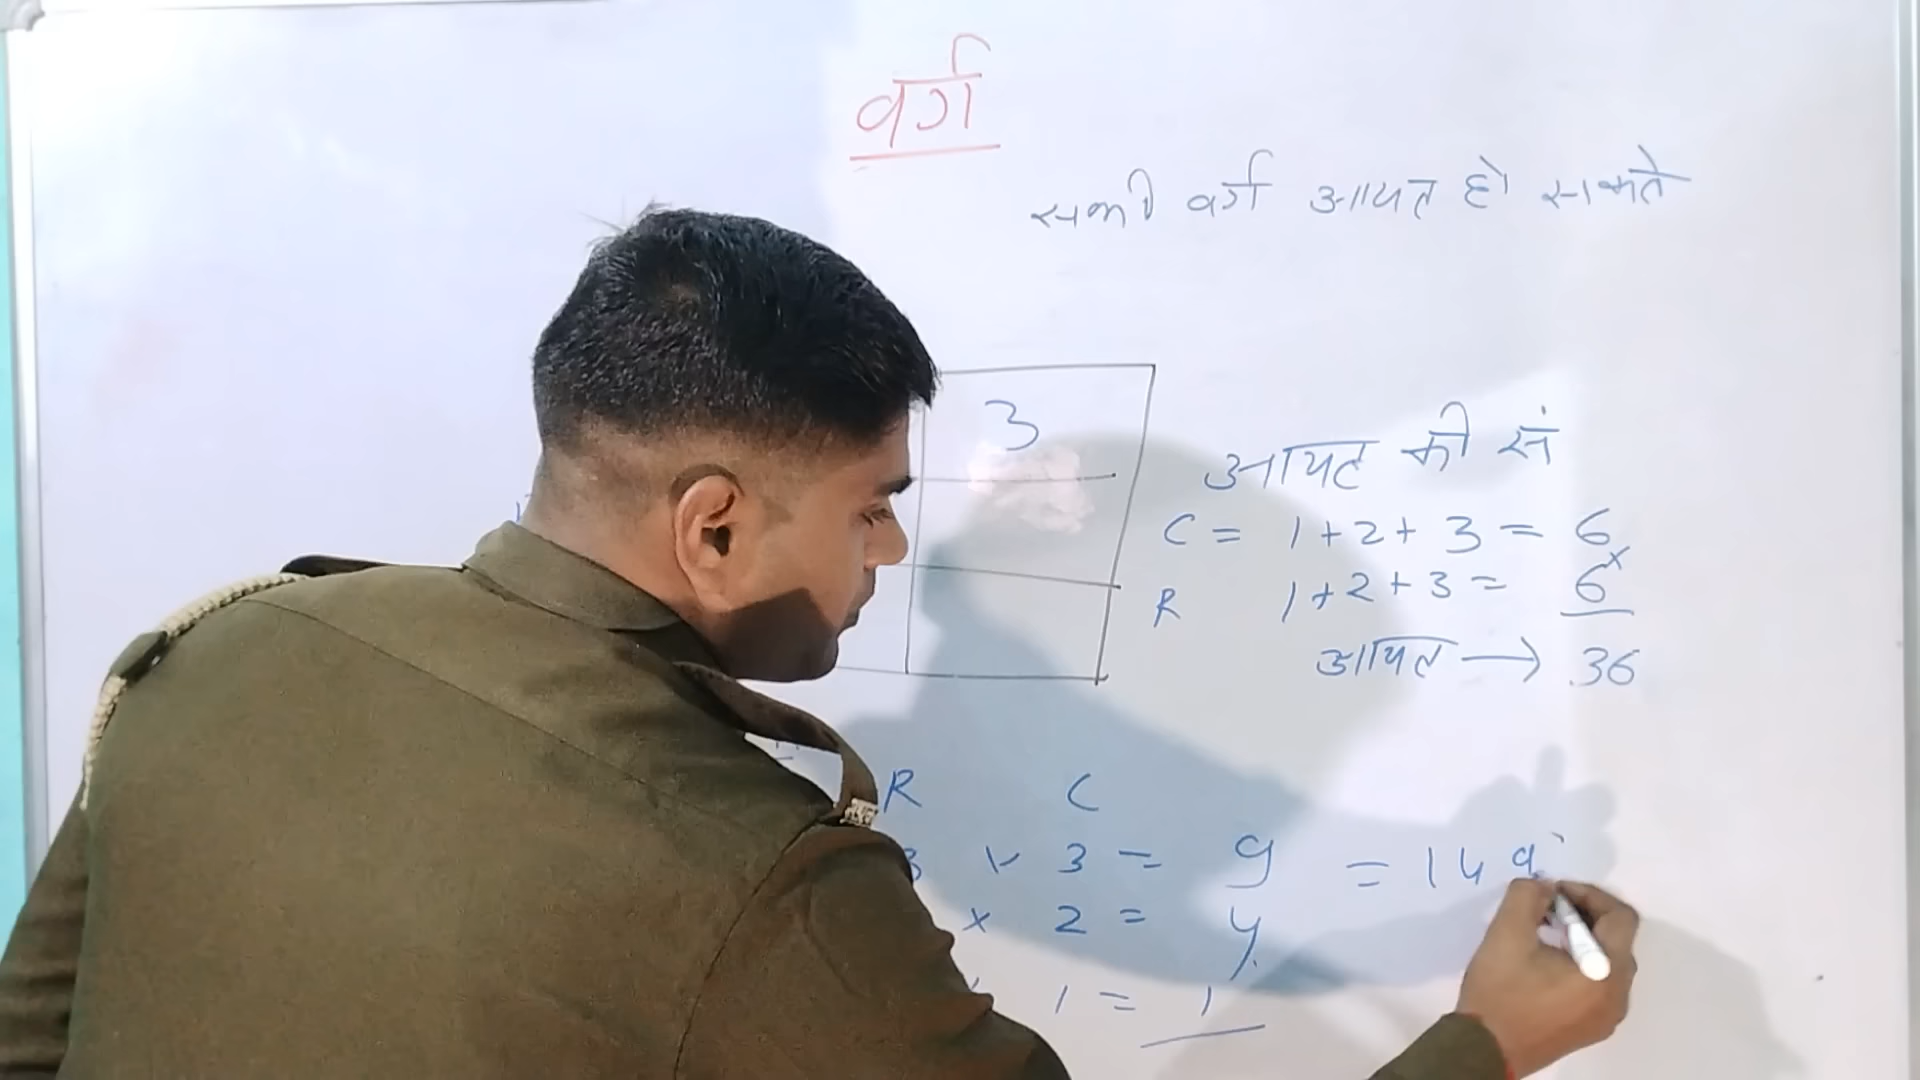 वर्ग
सभी वर्ग आयत हो सकते
3
आयत की सं
C = 1+2+3 = 6
x
R 1+2+3 = 6
आयत → 36
R C
3 x 3 = 9 = 14 व
x 2 = 4
1 = 1